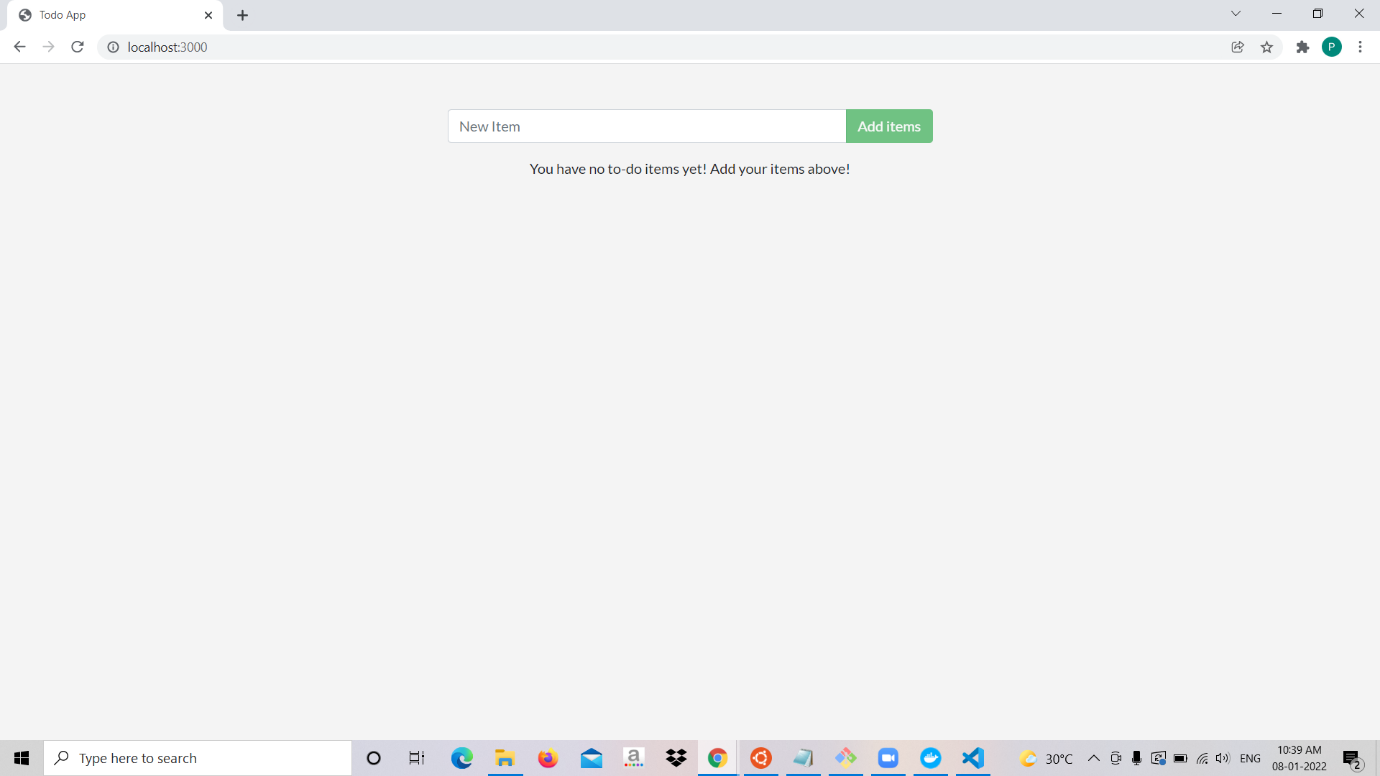 Todo App
localhost:3000
P
New Item
Add items
You have no to-do items yet! Add your items above!
Type here to search
a
30°C
ENG
10:39 AM
08-01-2022
2